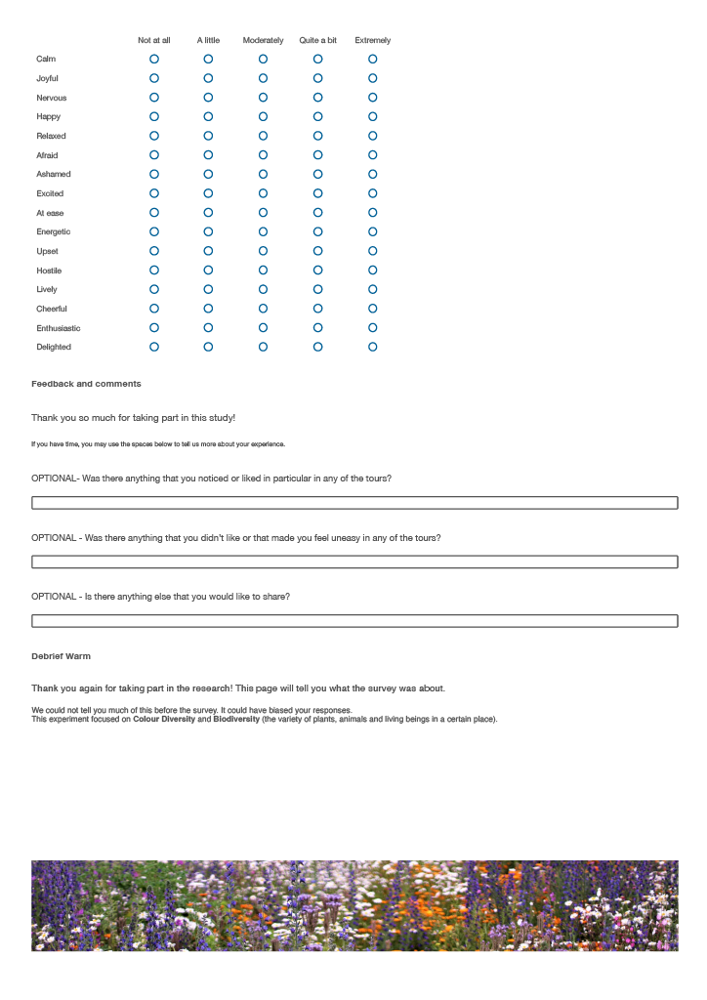 Not at all A little Moderately Quite a bit Extremely
Calm
Joyful
Nervous
Happy
Relaxed
Afraid
Ashamed
Excited
At ease
Energetic
Upset
Hostile
Lively
Cheerful
Enthusiastic
Delighted
Feedback and comments
Thank you so much for taking part in this study!
If you have time, you may use the spaces below to tell us more about your experience.
OPTIONAL- Was there anything that you noticed or liked in particular in any of the tours?
OPTIONAL - Was there anything that you didn't like or that made you feel uneasy in any of the tours?
OPTIONAL - Is there anything else that you would like to share?
Debrief Warm
Thank you again for taking part in the research! This page will tell you what the survey was about.
We could not tell you much of this before the survey. It could have biased your responses.
This experiment focused on Colour Diversity and Biodiversity (the variety of plants, animals and living beings in a certain place).